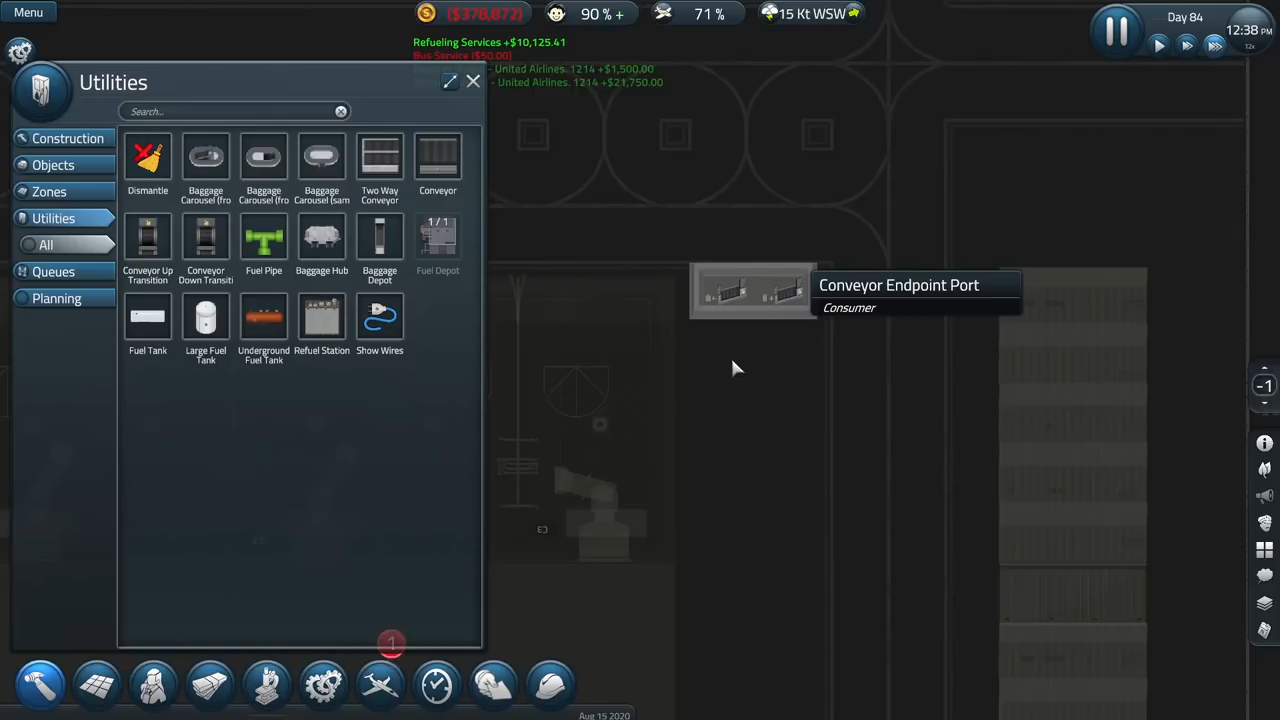 Menu
($378,872)
90 % +
71 %
15 Kt WSW
Day 84
12:38 PM
12x
Refueling Services +$10,125.41
Bus Service ($50.00)
- United Airlines. 1214 +$1,500.00
- United Airlines. 1214 +$21,750.00
Utilities
Search...
Construction
Objects
Zones
Utilities
All
Queues
Planning
Dismantle
Baggage Carousel (fro
Baggage Carousel (fro
Baggage Carousel (sam
Two Way Conveyor
Conveyor
Conveyor Up Transition
Conveyor Down Transiti
Fuel Pipe
Baggage Hub
Baggage Depot
1/1
Fuel Depot
Fuel Tank
Large Fuel Tank
Underground Fuel Tank
Refuel Station
Show Wires
Conveyor Endpoint Port
Consumer
-1
1
Aug 15 2020